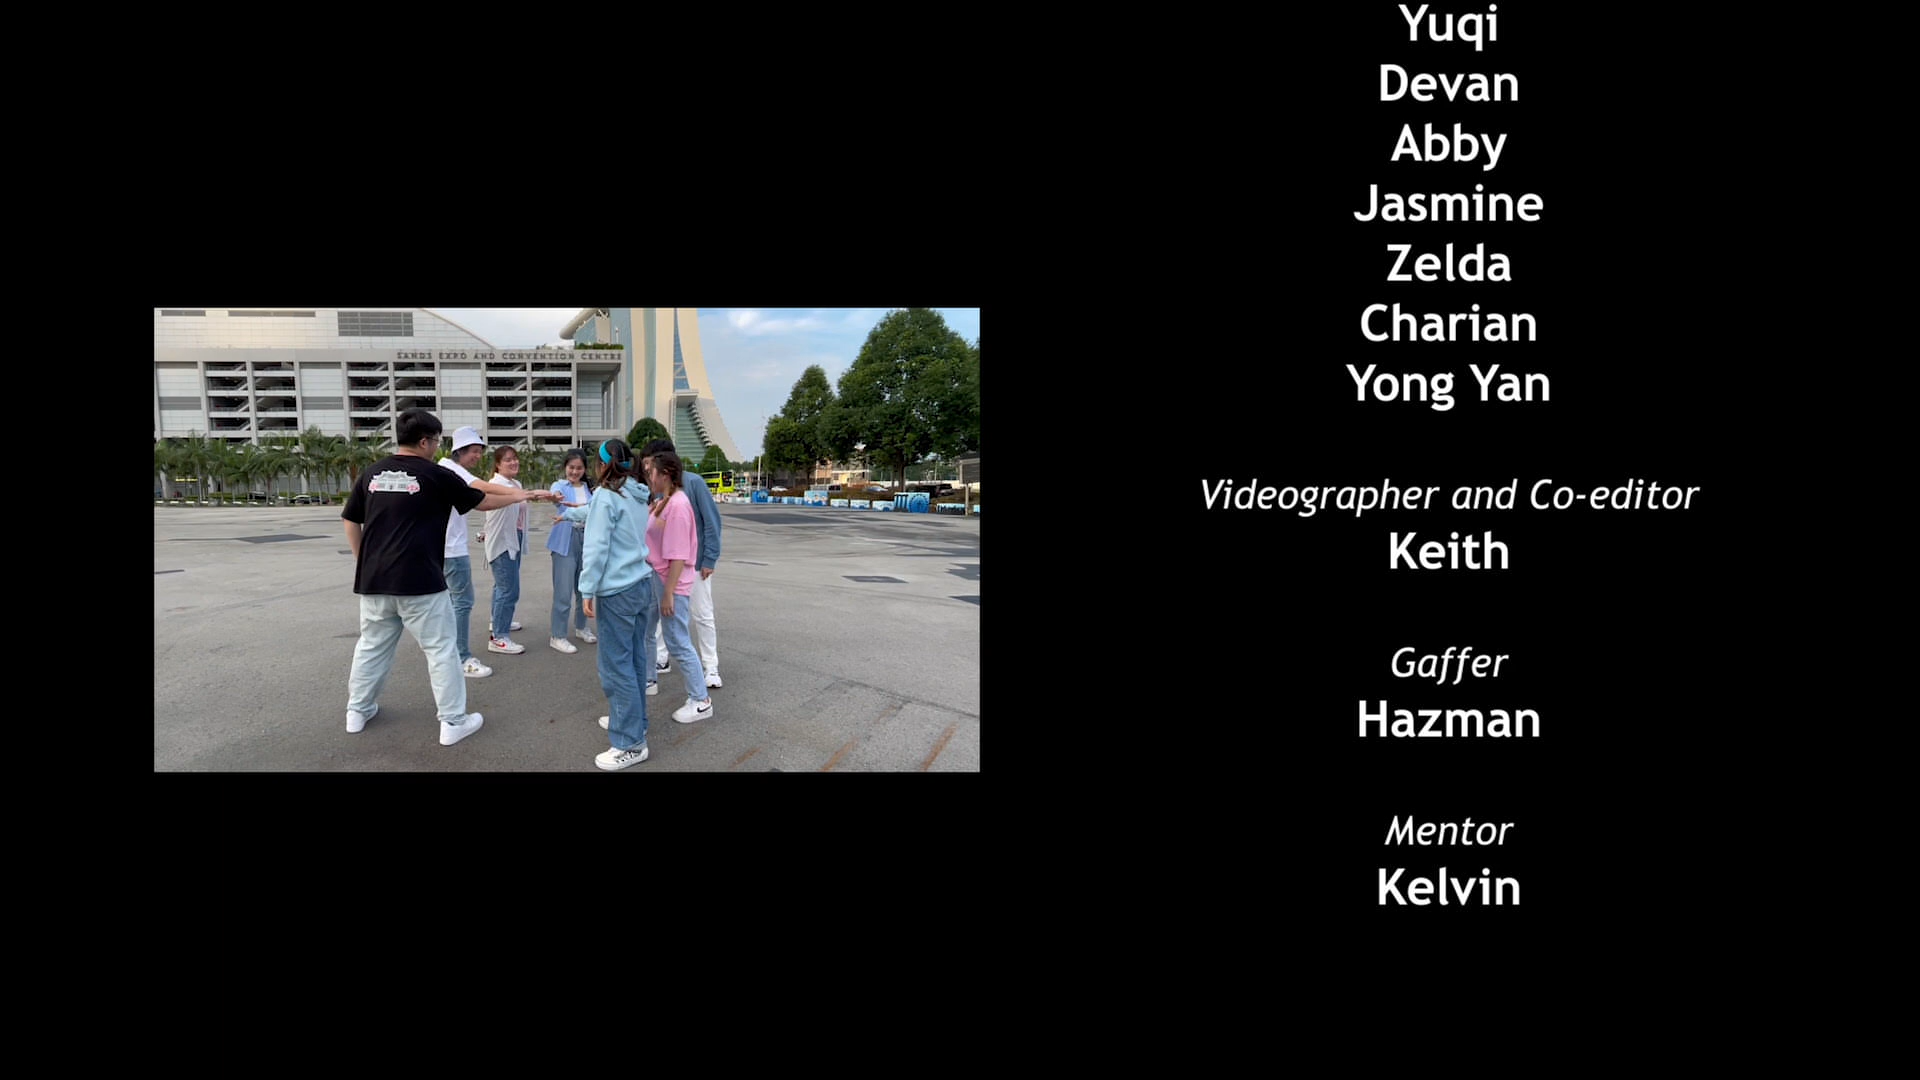 SANDS EXPO AND CONVENTION CENTRE
Yuqi
Devan
Abby
Jasmine
Zelda
Charian
Yong Yan
Videographer and Co-editor
Keith
Gaffer
Hazman
Mentor
Kelvin